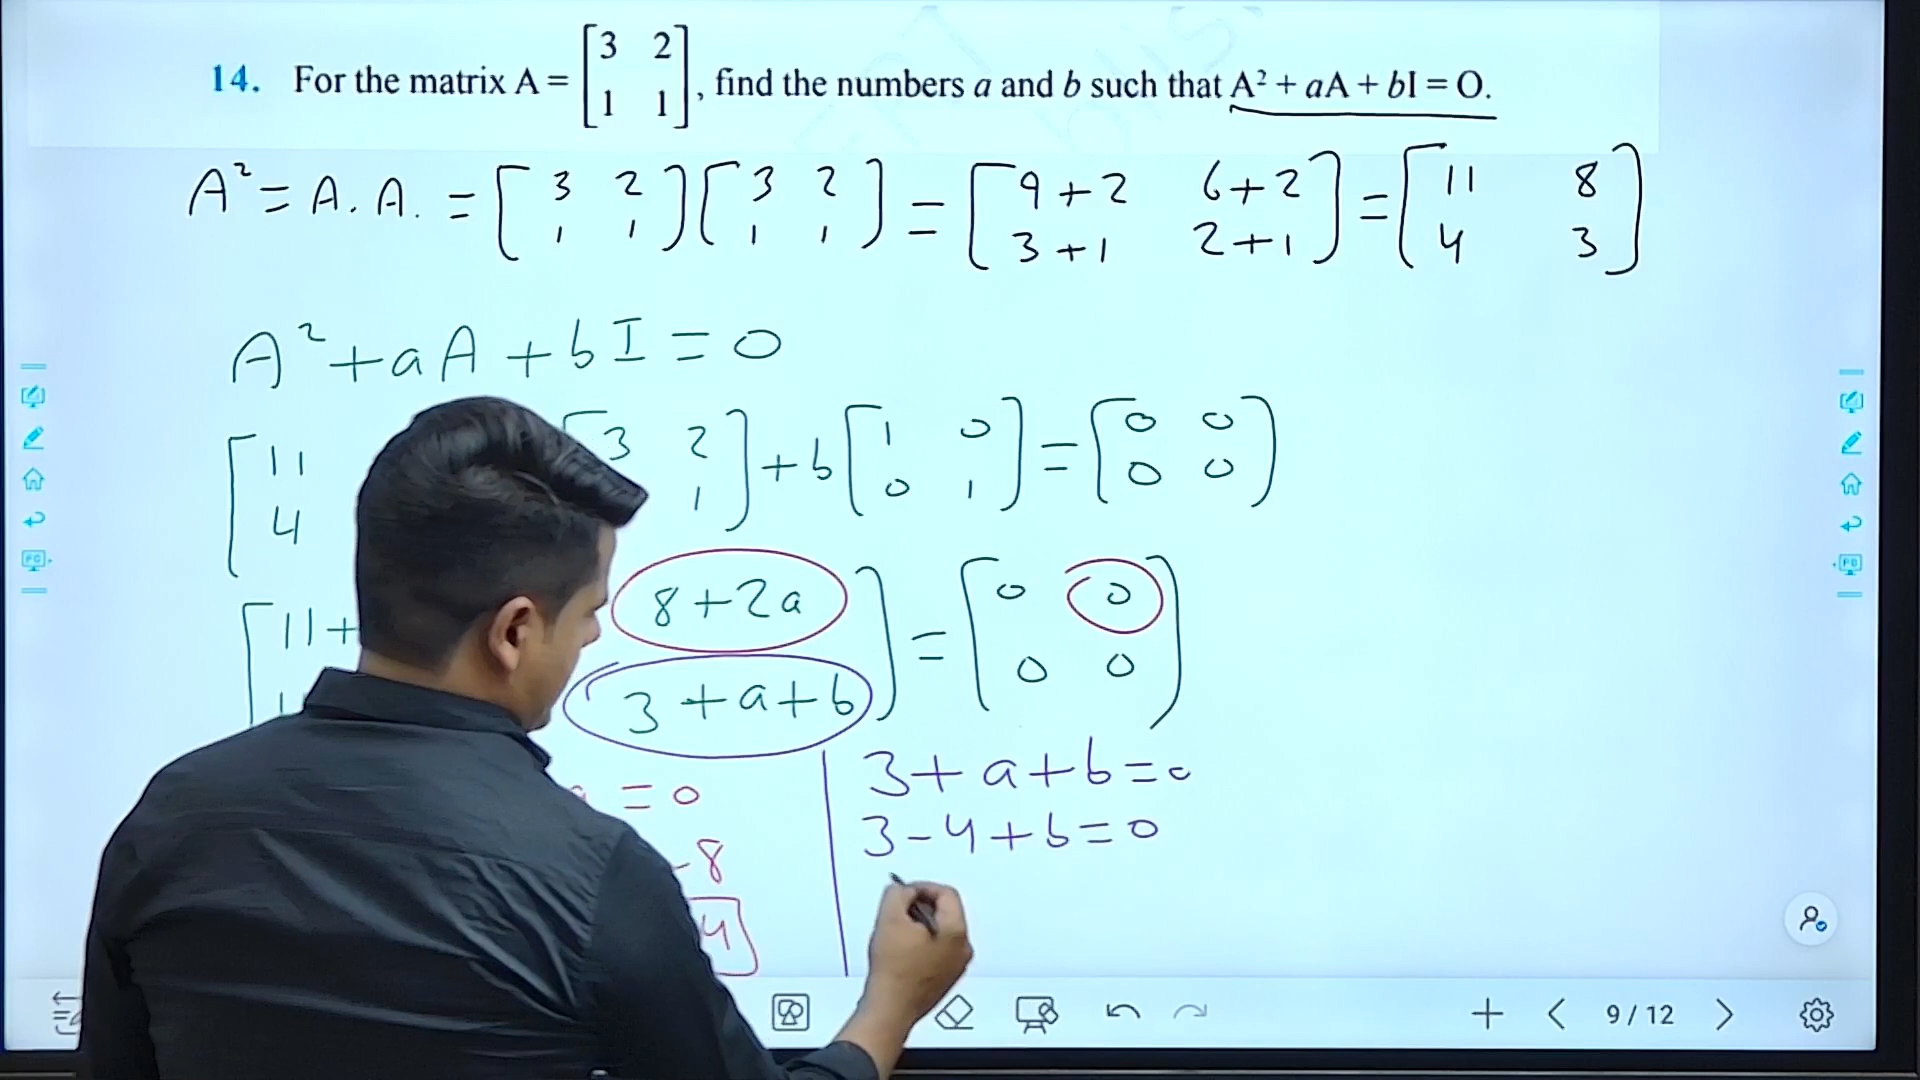 14. For the matrix A = [3 2 1 1], find the numbers a and b such that A² + aA + bI = O.
A² = A.A. = [3 2 1 1] [3 2 1 1] = [9+2 6+2 3+1 2+1] = [11 8 4 3]
A² + aA + bI = 0
[11 4 3 2 1] + b [1 0 0 1] = [0 0 0 0]
[11+ 8+2a 3+a+b] = [0 0 0 0]
= 0
-8
4
3+a+b=0
3-4+b=0
9/12